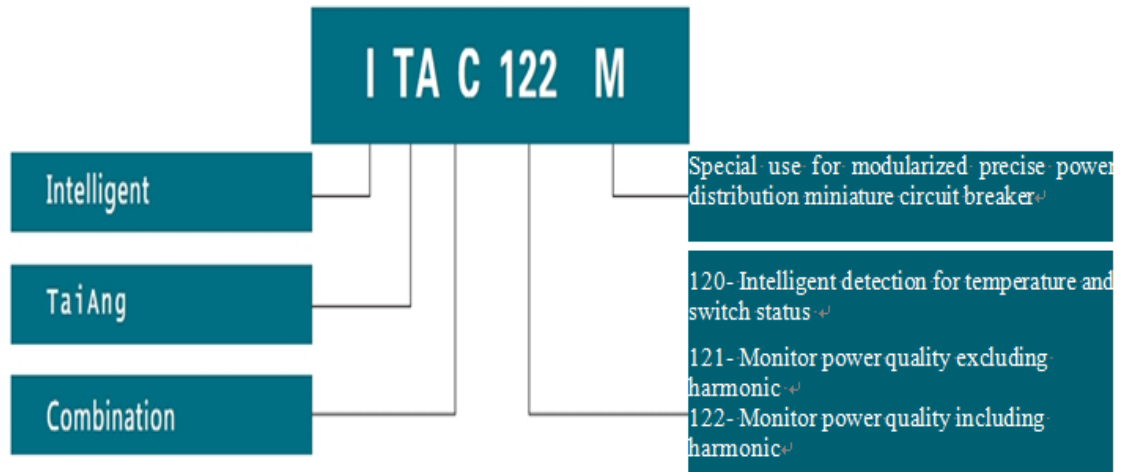 I TA C 122 M
Intelligent
TaiAng
Combination
Special use for modularized precise power
distribution miniature circuit breaker↵
120- Intelligent detection for temperature and
switch status ↵
121- Monitor power quality excluding
harmonic ↵
122- Monitor power quality including
harmonic↵